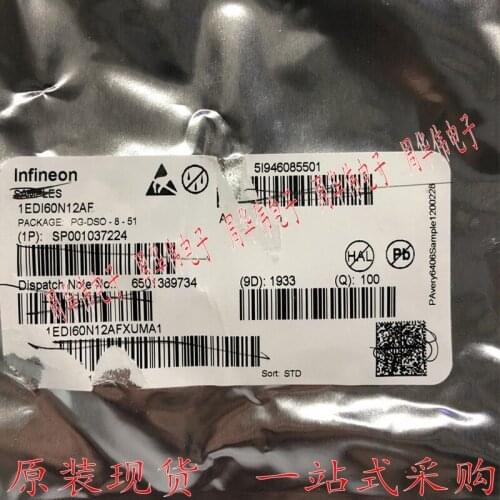 Infineon
SAMPLES
1EDI60N12AF
PACKAGE: PG-DSO-8-51
(1P): SP001037224
Dispatch Note No.: 6501389734
1EDI60N12AFXUMA1
5I946085501
A
(9D): 1933
(Q): 100
HAL
Pb
PAvery6406Sample1200228
Sort: STD
原装现货 一站式采购